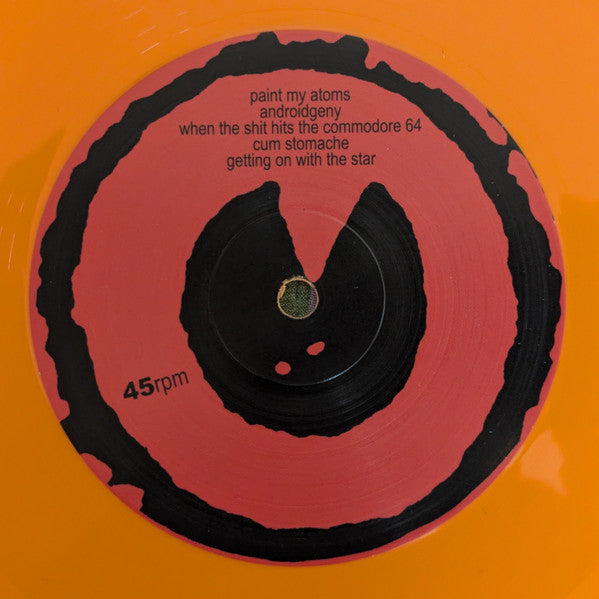 paint my atoms
androidgeny
when the shit hits the commodore 64
cum stomache
getting on with the star
45rpm